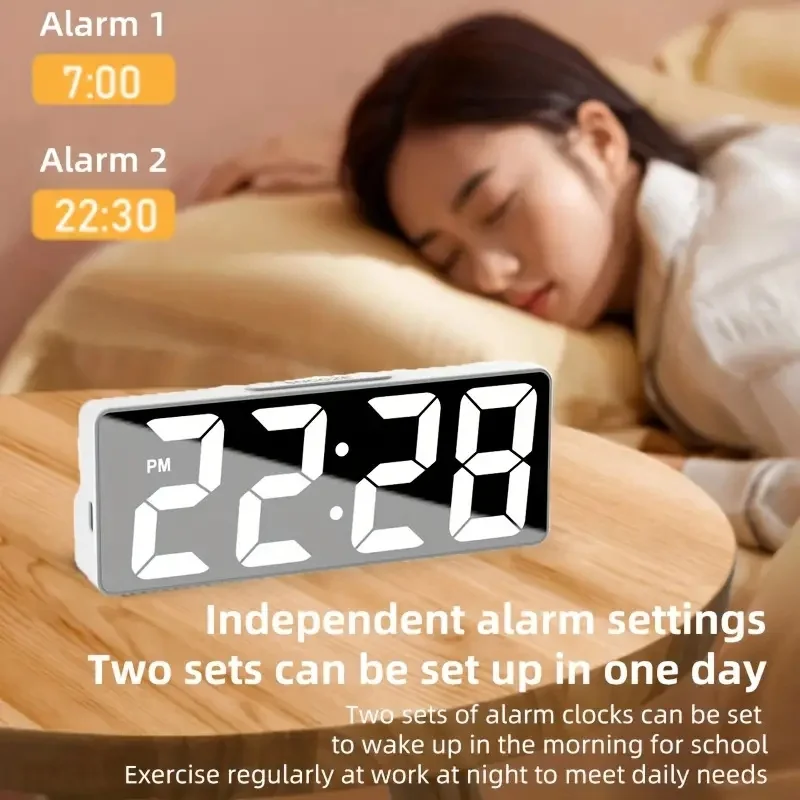 Alarm 1
7:00
Alarm 2
22:30
PM
22:28
Independent alarm settings
Two sets can be set up in one day
Two sets of alarm clocks can be set
to wake up in the morning for school
Exercise regularly at work at night to meet daily needs